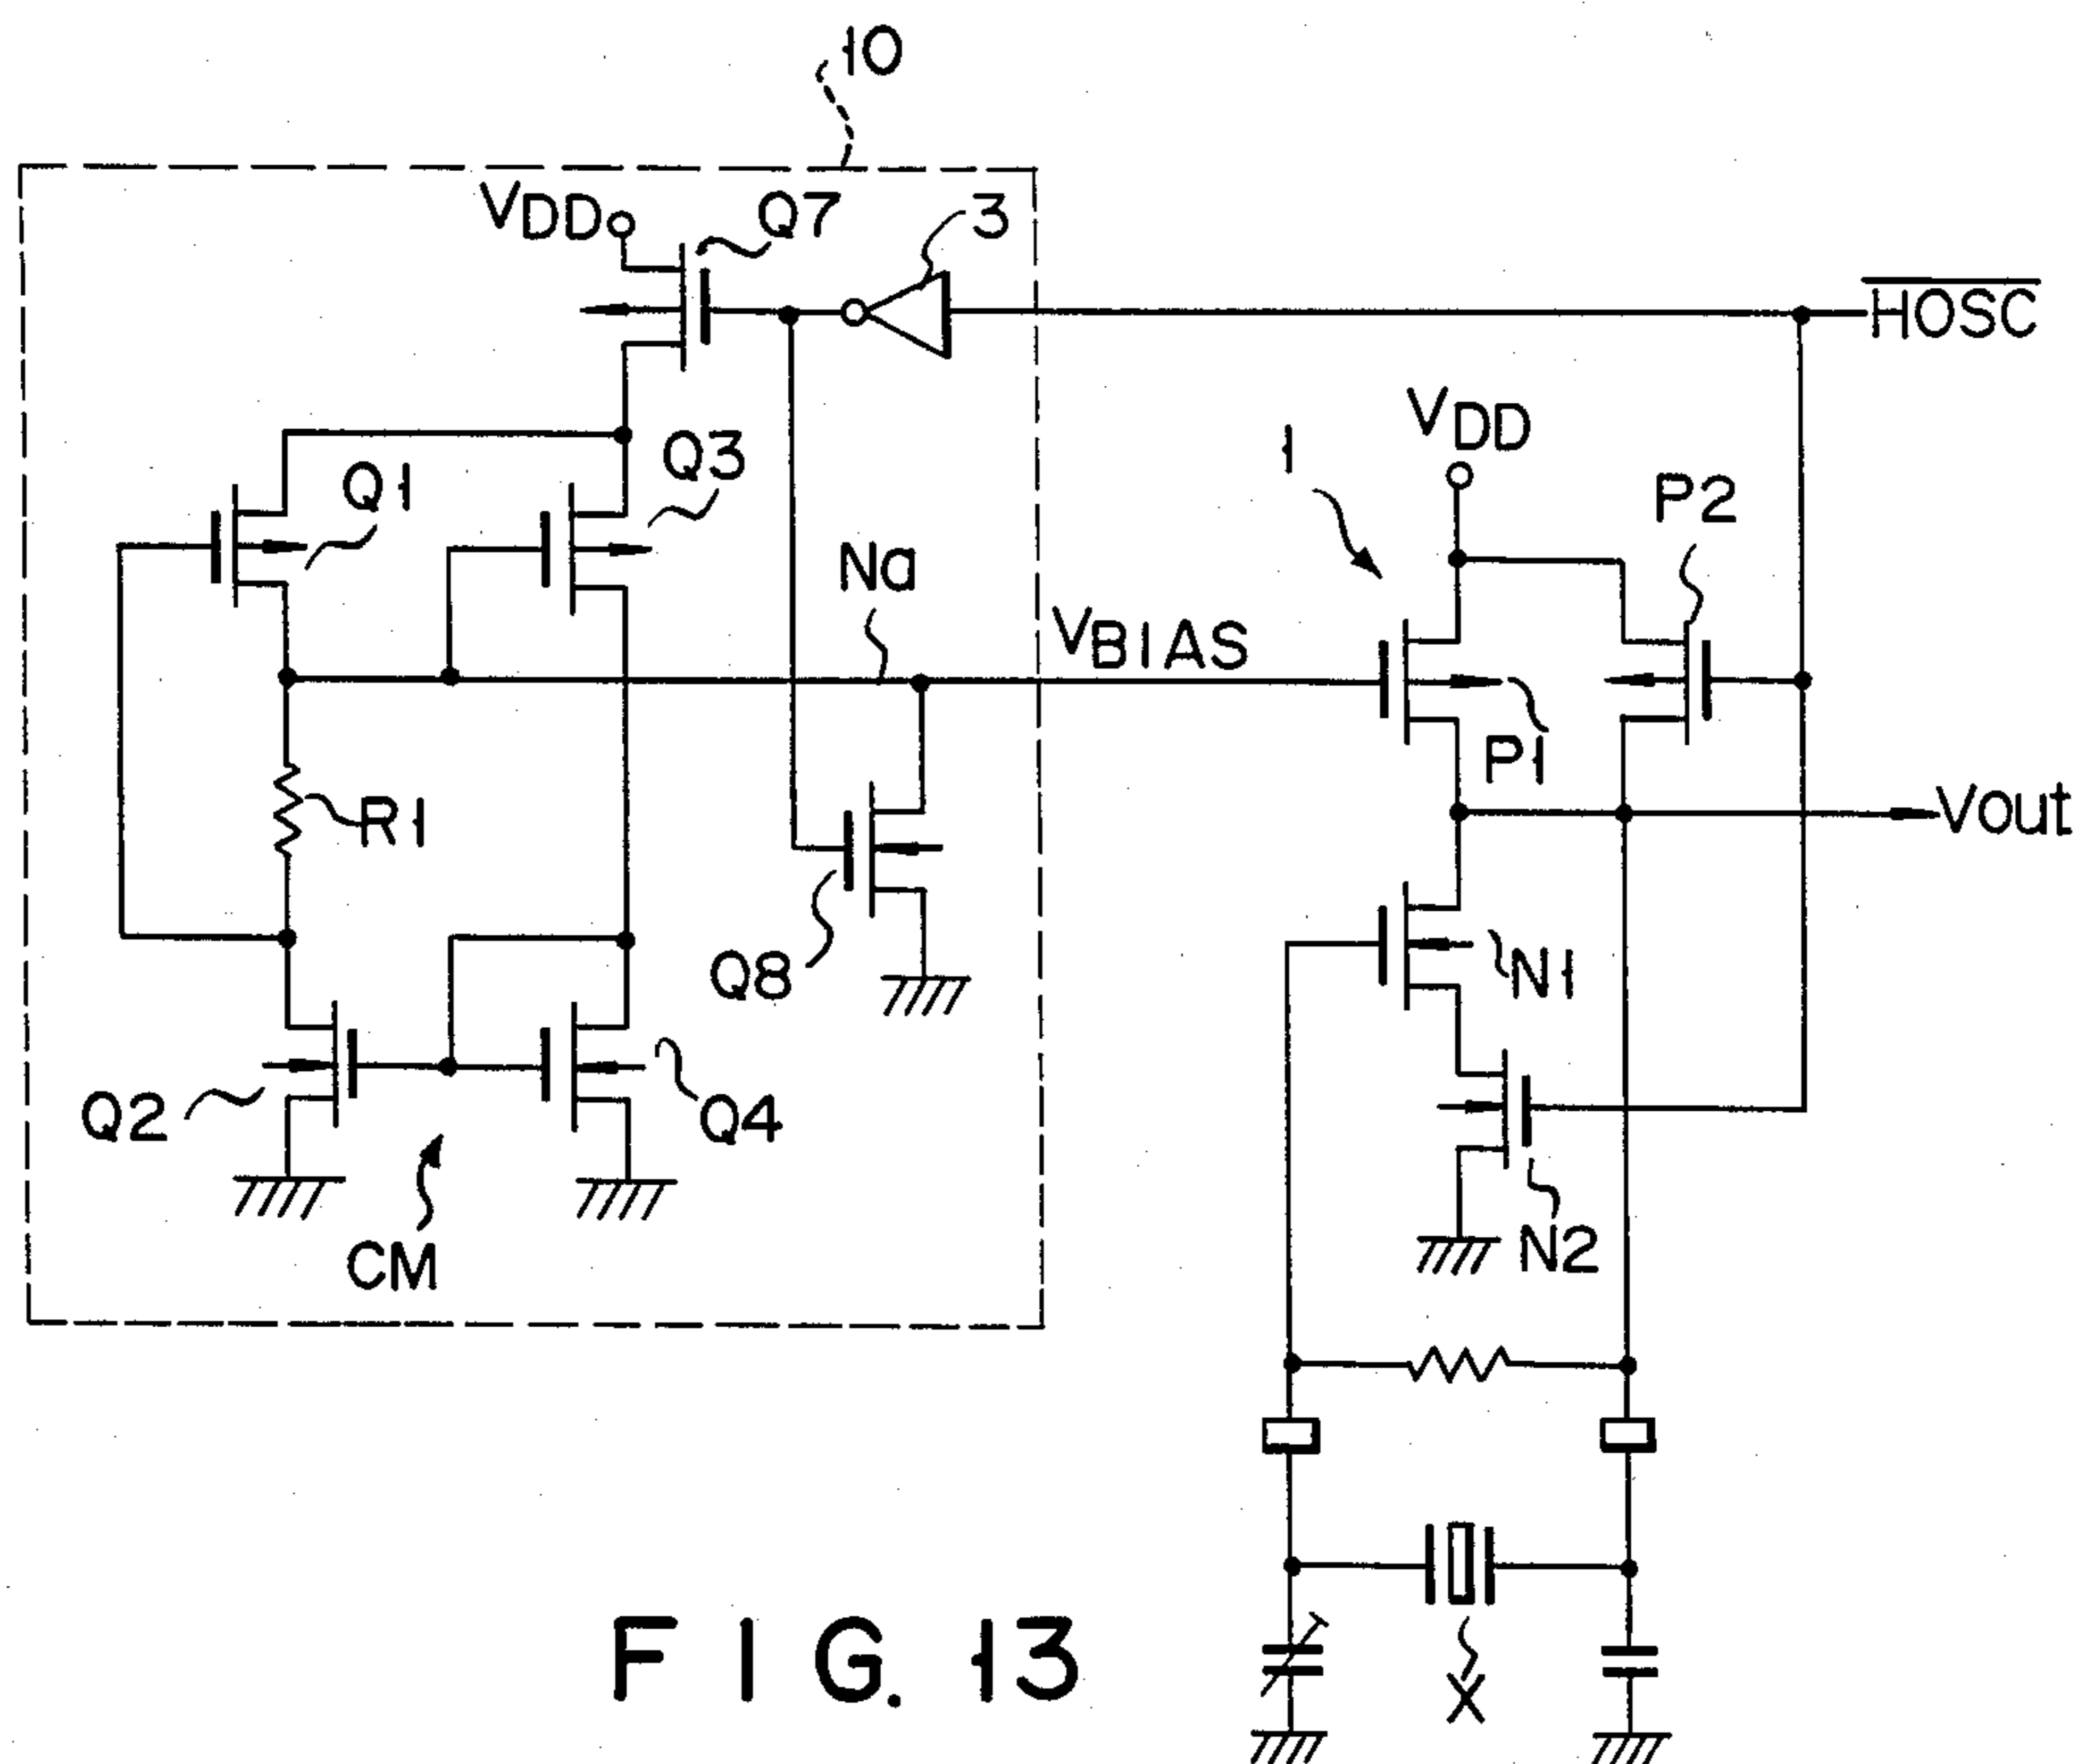 10
VDD
Q7
3
HOSC
Q1
Q3
VDD
1
P2
Na
VBIAS
P1
R1
Vout
Q8
N1
Q2
Q4
CM
N2
X
FIG. 13